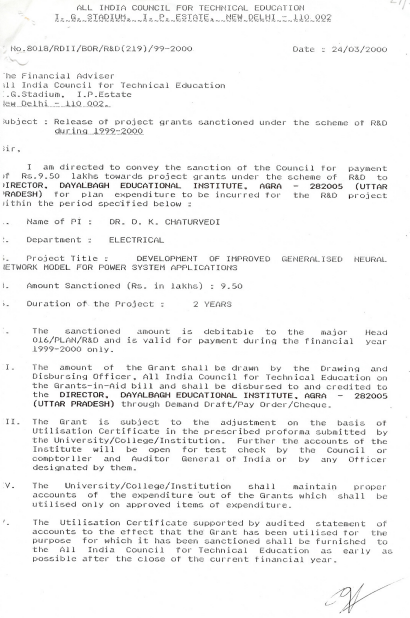 ALL INDIA COUNCIL FOR TECHNICAL EDUCATION
I. G. STADIUM, I. P. ESTATE, NEW DELHI - 110 002
No.8018/RDII/BOR/R&D(219)/99-2000 Date : 24/03/2000
he Financial Adviser
ll India Council for Technical Education
.G.Stadium, I.P.Estate
ew Delhi - 110 002.
ubject : Release of project grants sanctioned under the scheme of R&D
during 1999-2000
ir,
I am directed to convey the sanction of the Council for payment
f Rs.9.50 lakhs towards project grants under the scheme of R&D to
DIRECTOR, DAYALBAGH EDUCATIONAL INSTITUTE, AGRA - 282005 (UTTAR
PRADESH) for plan expenditure to be incurred for the R&D project
ithin the period specified below :
. Name of PI : DR. D. K. CHATURVEDI
. Department : ELECTRICAL
. Project Title : DEVELOPMENT OF IMPROVED GENERALISED NEURAL
NETWORK MODEL FOR POWER SYSTEM APPLICATIONS
. Amount Sanctioned (Rs. in lakhs) : 9.50
. Duration of the Project : 2 YEARS
. The sanctioned amount is debitable to the major Head
016/PLAN/R&D and is valid for payment during the financial year
1999-2000 only.
I. The amount of the Grant shall be drawn by the Drawing and
Disbursing Officer, All India Council for Technical Education on
the Grants-in-Aid bill and shall be disbursed to and credited to
the DIRECTOR, DAYALBAGH EDUCATIONAL INSTITUTE, AGRA - 282005
(UTTAR PRADESH) through Demand Draft/Pay Order/Cheque.
II. The Grant is subject to the adjustment on the basis of
Utilisation Certificate in the prescribed proforma submitted by
the University/College/Institution. Further the accounts of the
Institute will be open for test check by the Council or
comptorller and Auditor General of India or by any Officer
designated by them.
V. The University/College/Institution shall maintain proper
accounts of the expenditure out of the Grants which shall be
utilised only on approved items of expenditure.
. The Utilisation Certificate supported by audited statement of
accounts to the effect that the Grant has been utilised for the
purpose for which it has been sanctioned shall be furnished to
the All India Council for Technical Education as early as
possible after the close of the current financial year.